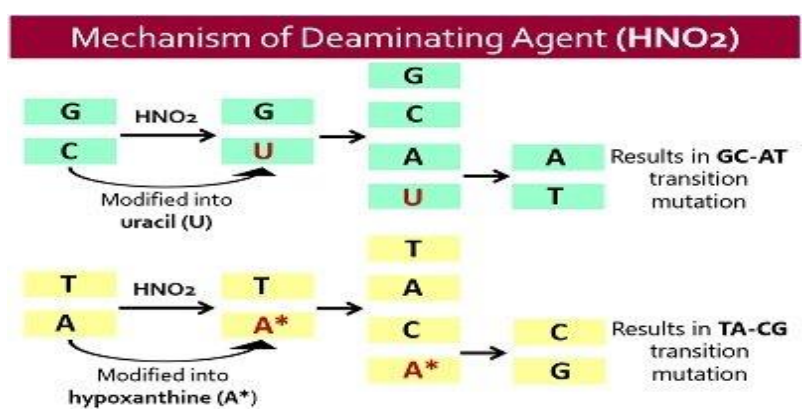 Mechanism of Deaminating Agent (HNO2)
G
C
HNO2
G
U
Modified into
uracil (U)
G
C
A
U
A
T
Results in GC-AT
transition
mutation
T
A
HNO2
T
A*
Modified into
hypoxanthine (A*)
T
A
C
A*
C
G
Results in TA-CG
transition
mutation